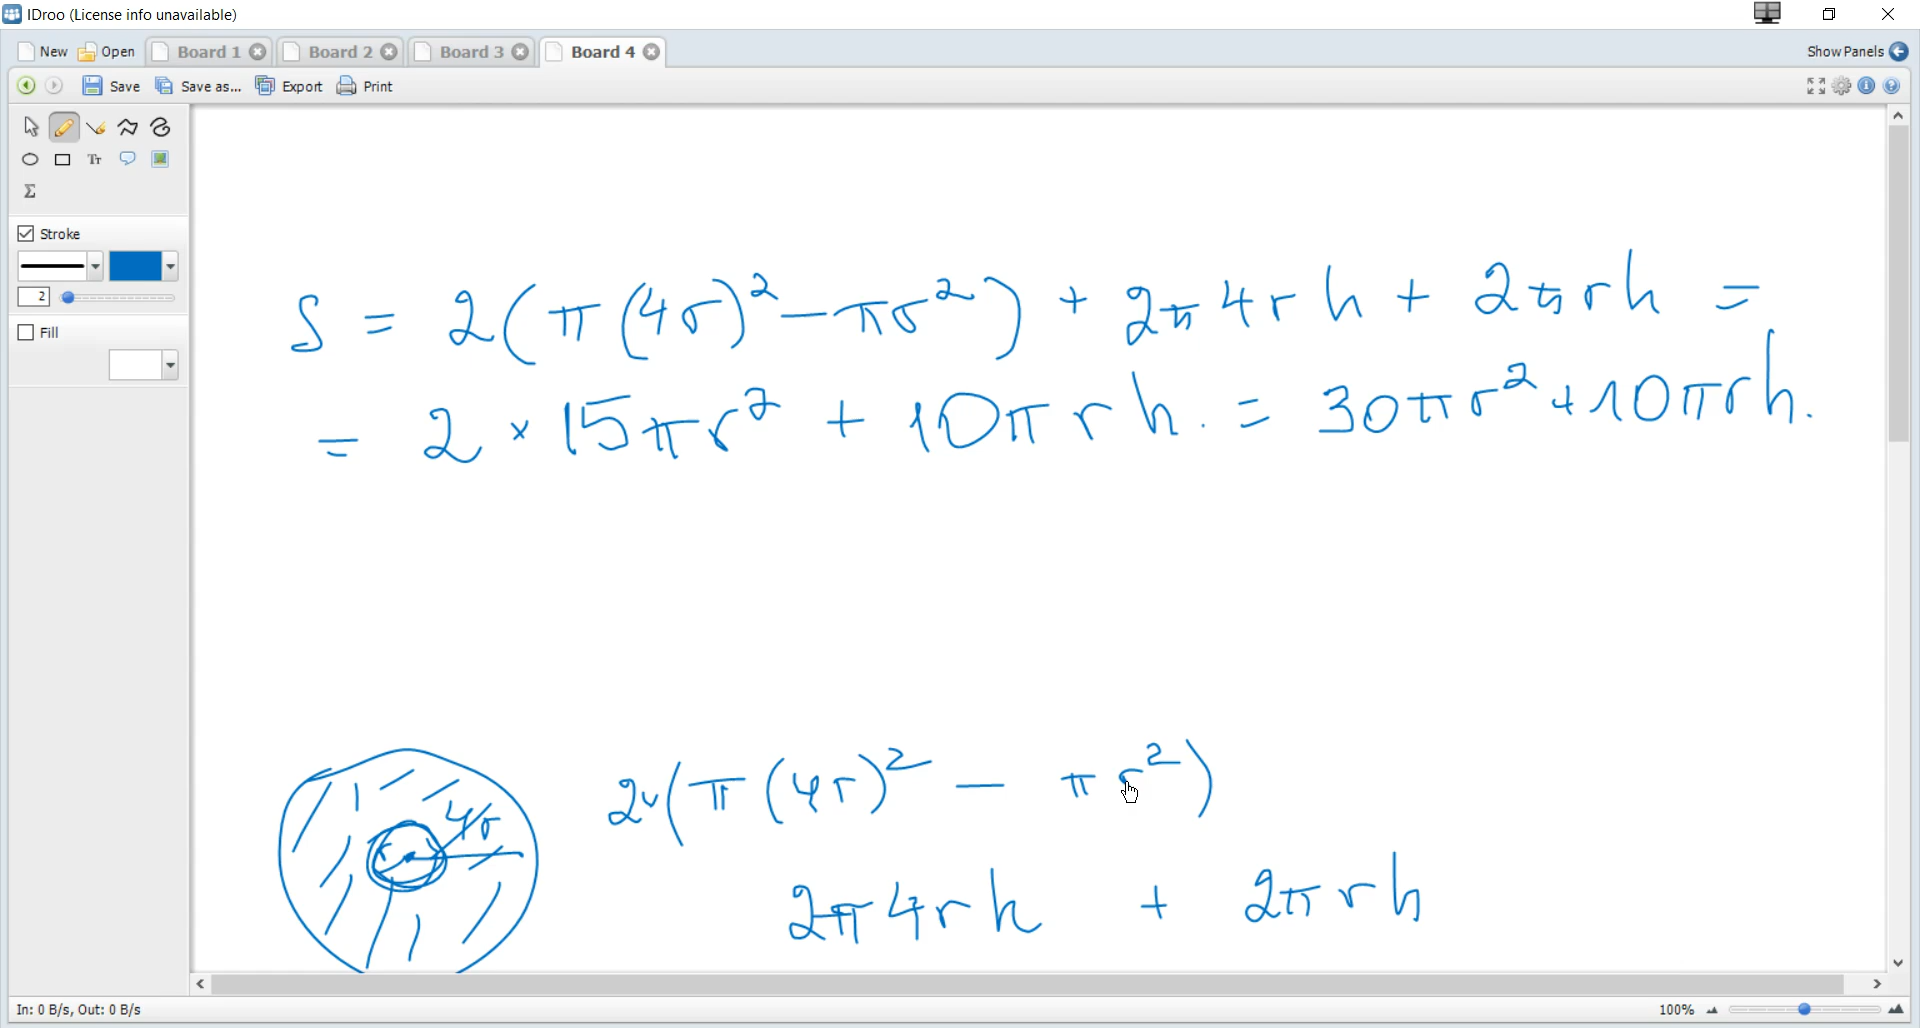 IDroo (License info unavailable)
New Open Board 1 Board 2 Board 3 Board 4 Show Panels
Save Save as... Export Print
Tt
Σ
Stroke
2
Fill
S = 2(π(4r)² − πr²) + 2π4rh + 2πrh =
= 2 × 15πr² + 10πrh. = 30πr² + 10πrh.
2(π(4r)² − πr²)
4r
r
2π4rh + 2πrh
In: 0 B/s, Out: 0 B/s 100%